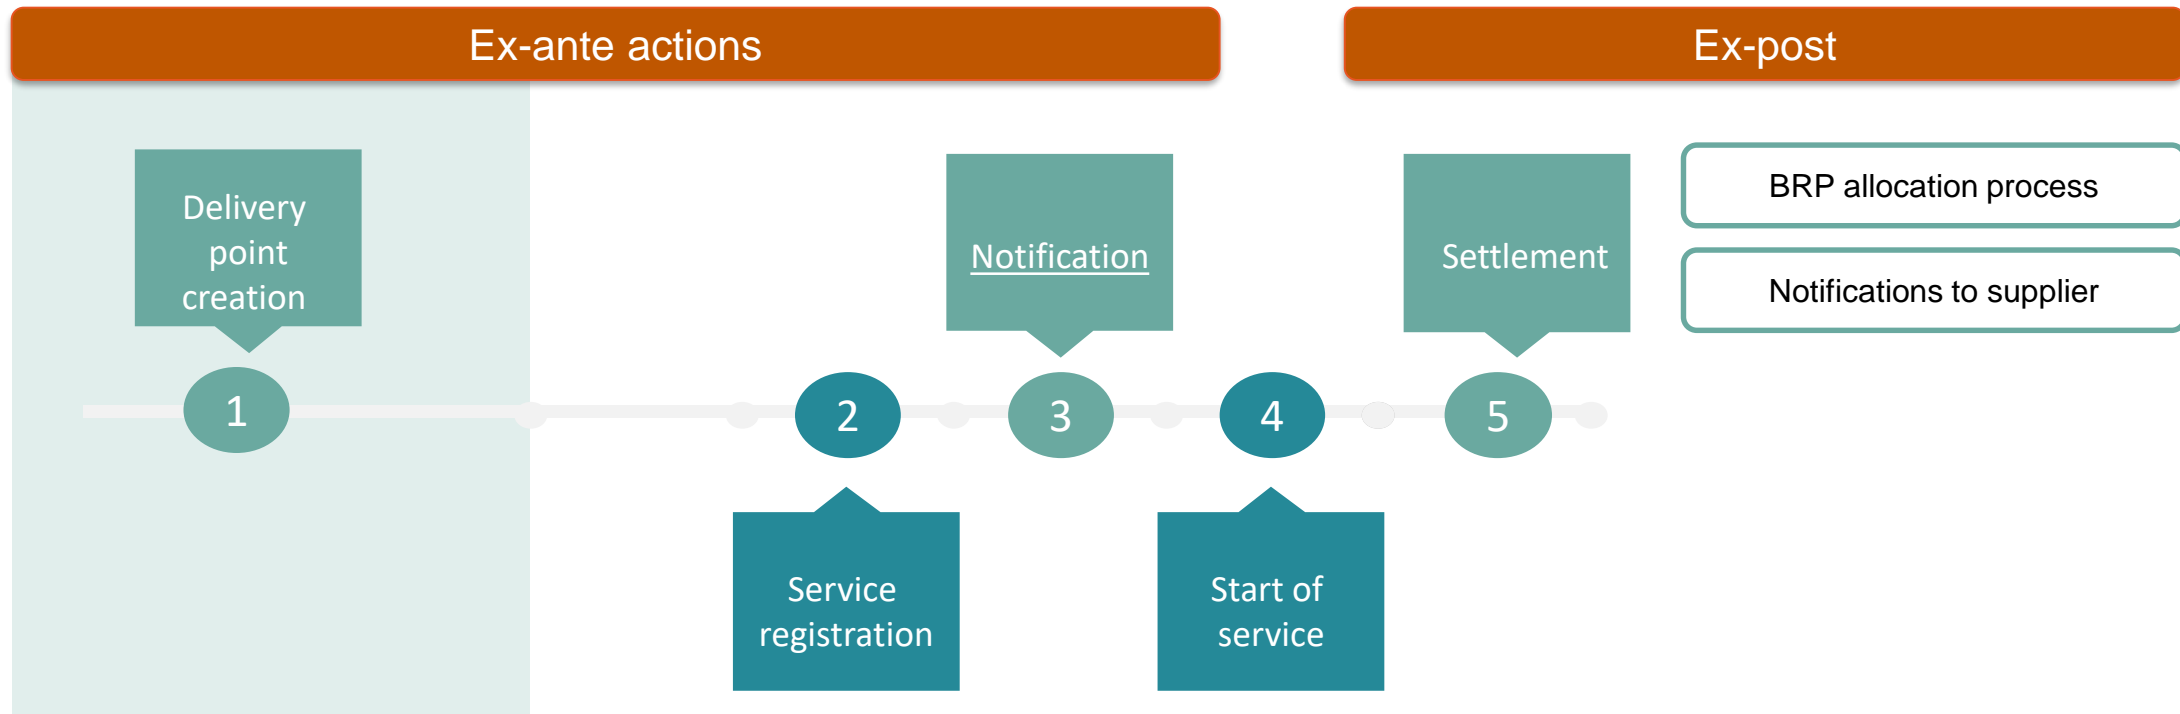 Ex-ante actions
Ex-post
Delivery
point
creation
Notification
Settlement
BRP allocation process
Notifications to supplier
1
2
3
4
5
Service
registration
Start of
service